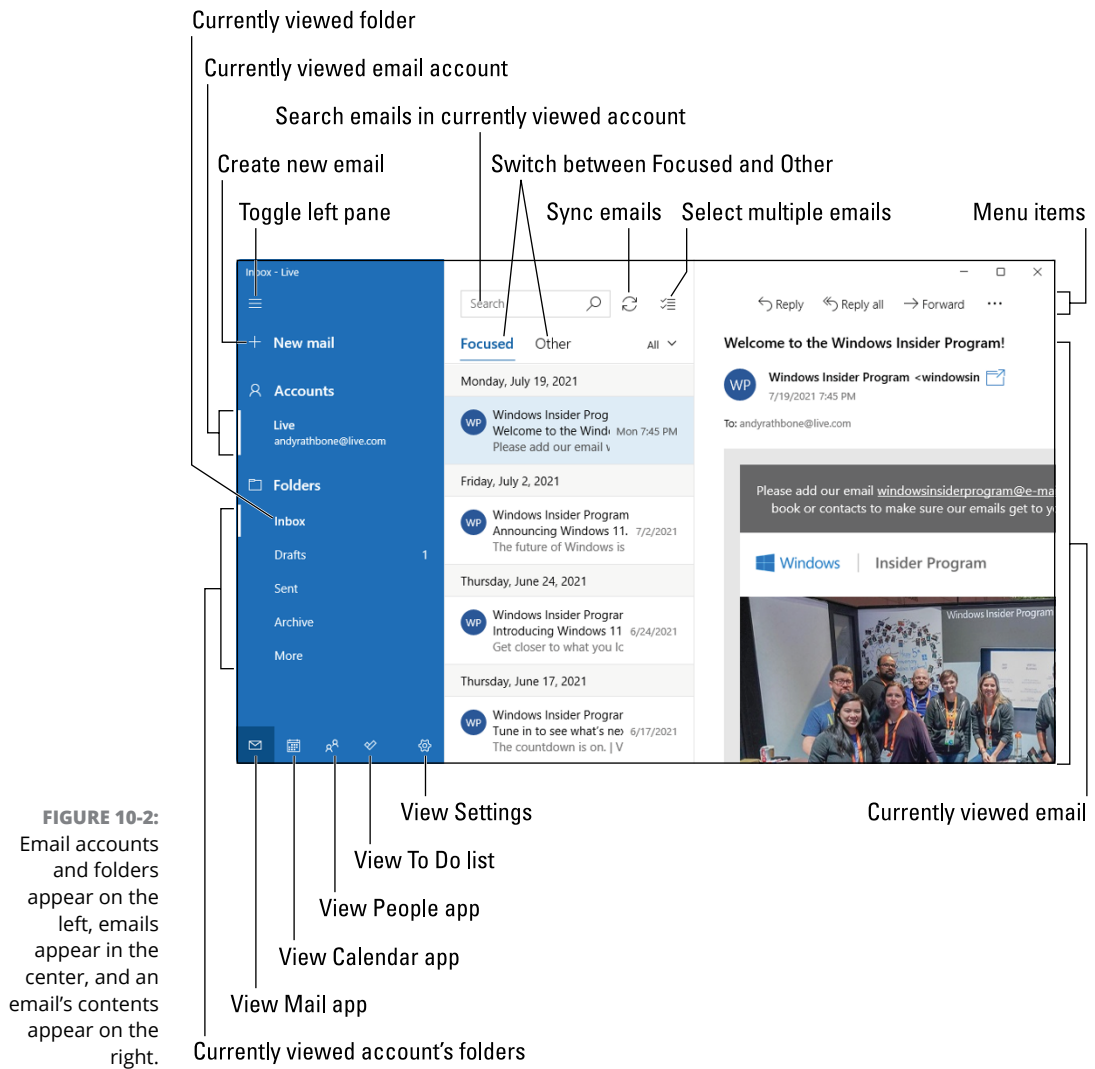 Currently viewed folder
Currently viewed email account
Search emails in currently viewed account
Create new email
Switch between Focused and Other
Toggle left pane
Sync emails
Select multiple emails
Menu items
Inbox - Live
Search
Reply
Reply all
Forward
New mail
Focused
Other
All
Welcome to the Windows Insider Program!
Accounts
Live
andyrathbone@live.com
Folders
Inbox
Drafts 1
Sent
Archive
More
Monday, July 19, 2021
WP
Windows Insider Prog
Welcome to the Wind Mon 7:45 PM
Please add our email v
Friday, July 2, 2021
WP
Windows Insider Program
Announcing Windows 11. 7/2/2021
The future of Windows is
Thursday, June 24, 2021
WP
Windows Insider Prograr
Introducing Windows 11 6/24/2021
Get closer to what you lc
Thursday, June 17, 2021
WP
Windows Insider Prograr
Tune in to see what's nex 6/17/2021
The countdown is on. | V
WP
Windows Insider Program <windowsin
7/19/2021 7:45 PM
To: andyrathbone@live.com
Please add our email windowsinsiderprogram@e-ma
book or contacts to make sure our emails get to yo
Windows | Insider Program
Windows Insider Program
View Settings
Currently viewed email
View To Do list
View People app
View Calendar app
View Mail app
Currently viewed account's folders
FIGURE 10-2:
Email accounts
and folders
appear on the
left, emails
appear in the
center, and an
email's contents
appear on the
right.